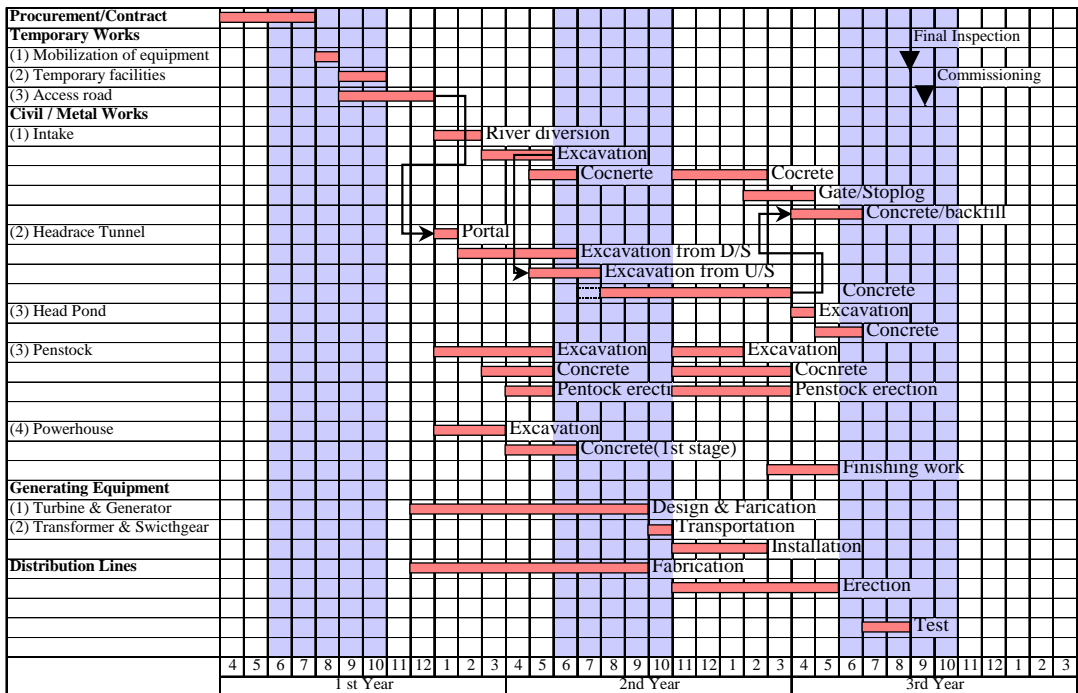 Procurement/Contract
Temporary Works
Final Inspection
(1) Mobilization of equipment
(2) Temporary facilities
Commissioning
(3) Access road
Civil / Metal Works
(1) Intake
River diversion
Excavation
Cocnerte
Cocrete
Gate/Stoplog
Concrete/backfill
(2) Headrace Tunnel
Portal
Excavation from D/S
Excavation from U/S
Concrete
(3) Head Pond
Excavation
Concrete
(3) Penstock
Excavation
Excavation
Concrete
Cocnrete
Pentock erecti
Penstock erection
(4) Powerhouse
Excavation
Concrete(1st stage)
Finishing work
Generating Equipment
(1) Turbine & Generator
Design & Farication
(2) Transformer & Swicthgear
Transportation
Installation
Distribution Lines
Fabrication
Erection
Test
4 5 6 7 8 9 10 11 12 1 2 3 4 5 6 7 8 9 10 11 12 1 2 3 4 5 6 7 8 9 10 11 12 1 2 3
1 st Year
2nd Year
3rd Year